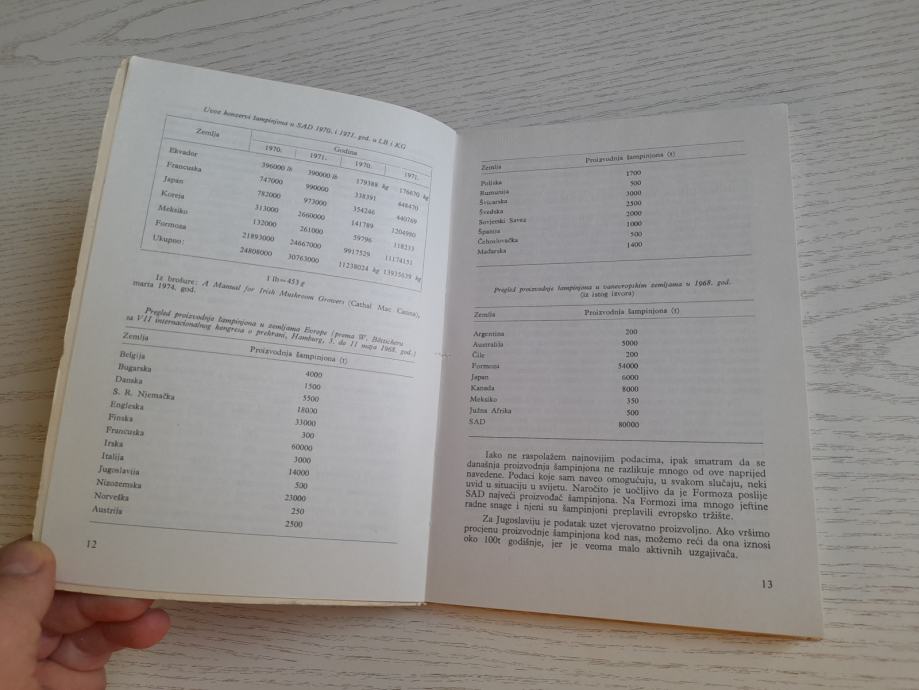 Uvoz konzervi šampinjona u SAD 1970. i 1971. god. u LB i KG
Zemlja Godina
1970. 1971. 1970. 1971.
Ekvador 396000 lb 390000 lb 179388 kg 176670 kg
Francuska 747000 990000 338391 448470
Japan 782000 973000 354246 440769
Koreja 313000 2660000 141789 1204980
Meksiko 132000 261000 59796 118233
Formoza 21893000 24667000 9917529 11174151
Ukupno: 24808000 30763000 11238024 kg 13935639 kg
1 lb=453 g
Iz brošure: A Manual for Irish Mushroom Growers (Cathal Mac Canna),
marta 1974. god.
Pregled proizvodnje šampinjona u zemljama Evrope (prema W. Bötticheru
sa VII internacionalnog kongresa o prehrani, Hamburg, 3. do 11 maja 1968. god.)
Zemlja Proizvodnja šampinjona (t)
Belgija 4000
Bugarska 1500
Danska 5500
S. R. Njemačka 18000
Engleska 33000
Finska 300
Francuska 60000
Irska 3000
Italija 14000
Jugoslavija 500
Nizozemska 23000
Norveška 250
Austrija 2500
12
Zemlja Proizvodnja šampinjona (t)
Poljska 1700
Rumunija 500
Švicarska 3000
Švedska 2500
Sovjetski Savez 2000
Španija 1000
Čehoslovačka 500
Mađarska 1400
Pregled proizvodnje šampinjona u vanevropskim zemljama u 1968. god.
(iz istog izvora)
Zemlja Proizvodnja šampinjona (t)
Argentina 200
Australija 5000
Čile 200
Formoza 54000
Japan 6000
Kanada 8000
Meksiko 350
Južna Afrika 500
SAD 80000
Iako ne raspolažem najnovijim podacima, ipak smatram da se
današnja proizvodnja šampinjona ne razlikuje mnogo od ove naprijed
navedene. Podaci koje sam naveo omogućuju, u svakom slučaju, neki
uvid u situaciju u svijetu. Naročito je uočljivo da je Formoza poslije
SAD najveći proizvođač šampinjona. Na Formozi ima mnogo jeftine
radne snage i njeni su šampinjoni preplavili evropsko tržište.
Za Jugoslaviju je podatak uzet vjerovatno proizvoljno. Ako vršimo
procjenu proizvodnje šampinjona kod nas, možemo reći da ona iznosi
oko 100t godišnje, jer je veoma malo aktivnih uzgajivača.
13